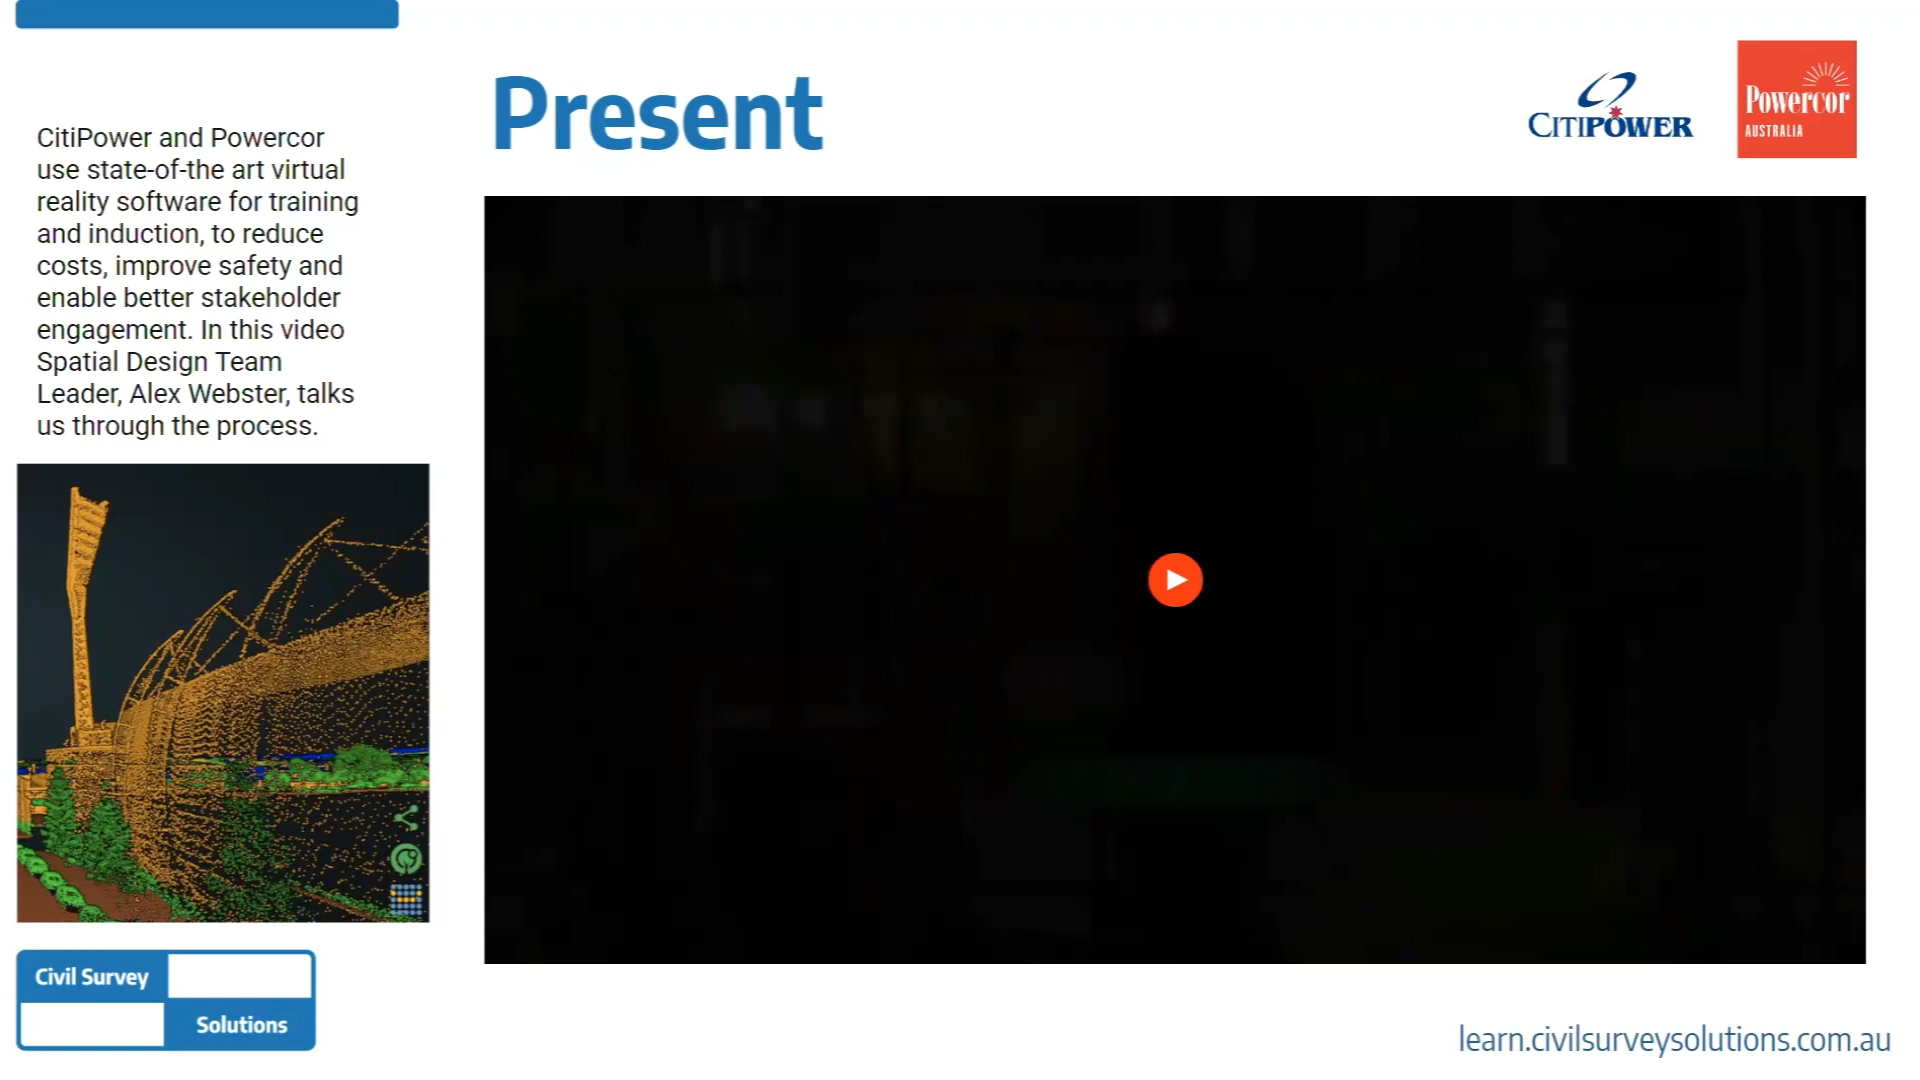 Present
CITIPOWER
Powercor
AUSTRALIA
CitiPower and Powercor
use state-of-the art virtual
reality software for training
and induction, to reduce
costs, improve safety and
enable better stakeholder
engagement. In this video
Spatial Design Team
Leader, Alex Webster, talks
us through the process.
Civil Survey
Solutions
learn.civilsurveysolutions.com.au